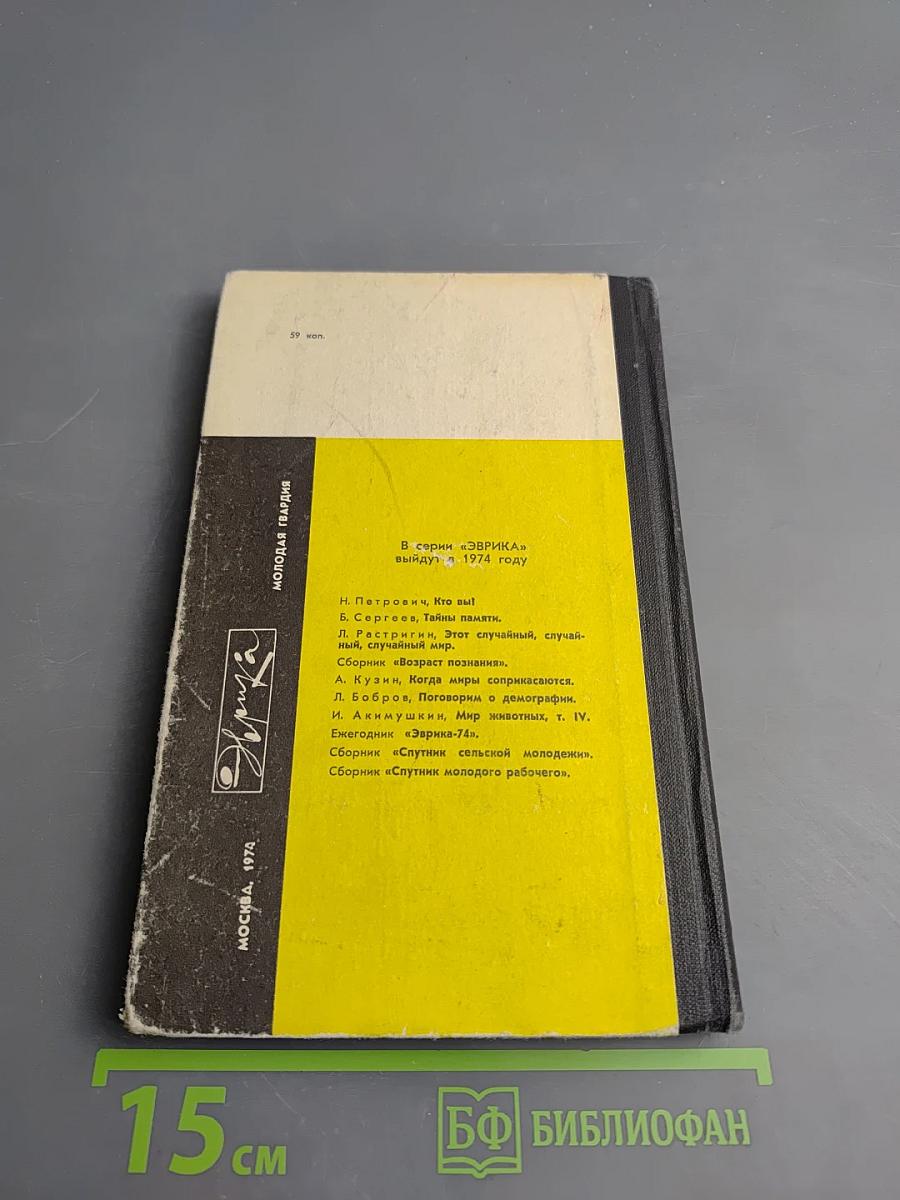 59 коп.
МОЛОДАЯ ГВАРДИЯ
Эврика
МОСКВА, 1974
В серии «ЭВРИКА»
выйдут в 1974 году
Н. Петрович, Кто вы?
Б. Сергеев, Тайны памяти.
Л. Растригин, Этот случайный, случай-
ный, случайный мир.
Сборник «Возраст познания».
А. Кузин, Когда миры соприкасаются.
Л. Бобров, Поговорим о демографии.
И. Акимушкин, Мир животных, т. IV.
Ежегодник «Эврика-74».
Сборник «Спутник сельской молодежи».
Сборник «Спутник молодого рабочего».
15 см
БФ БИБЛИОФАН